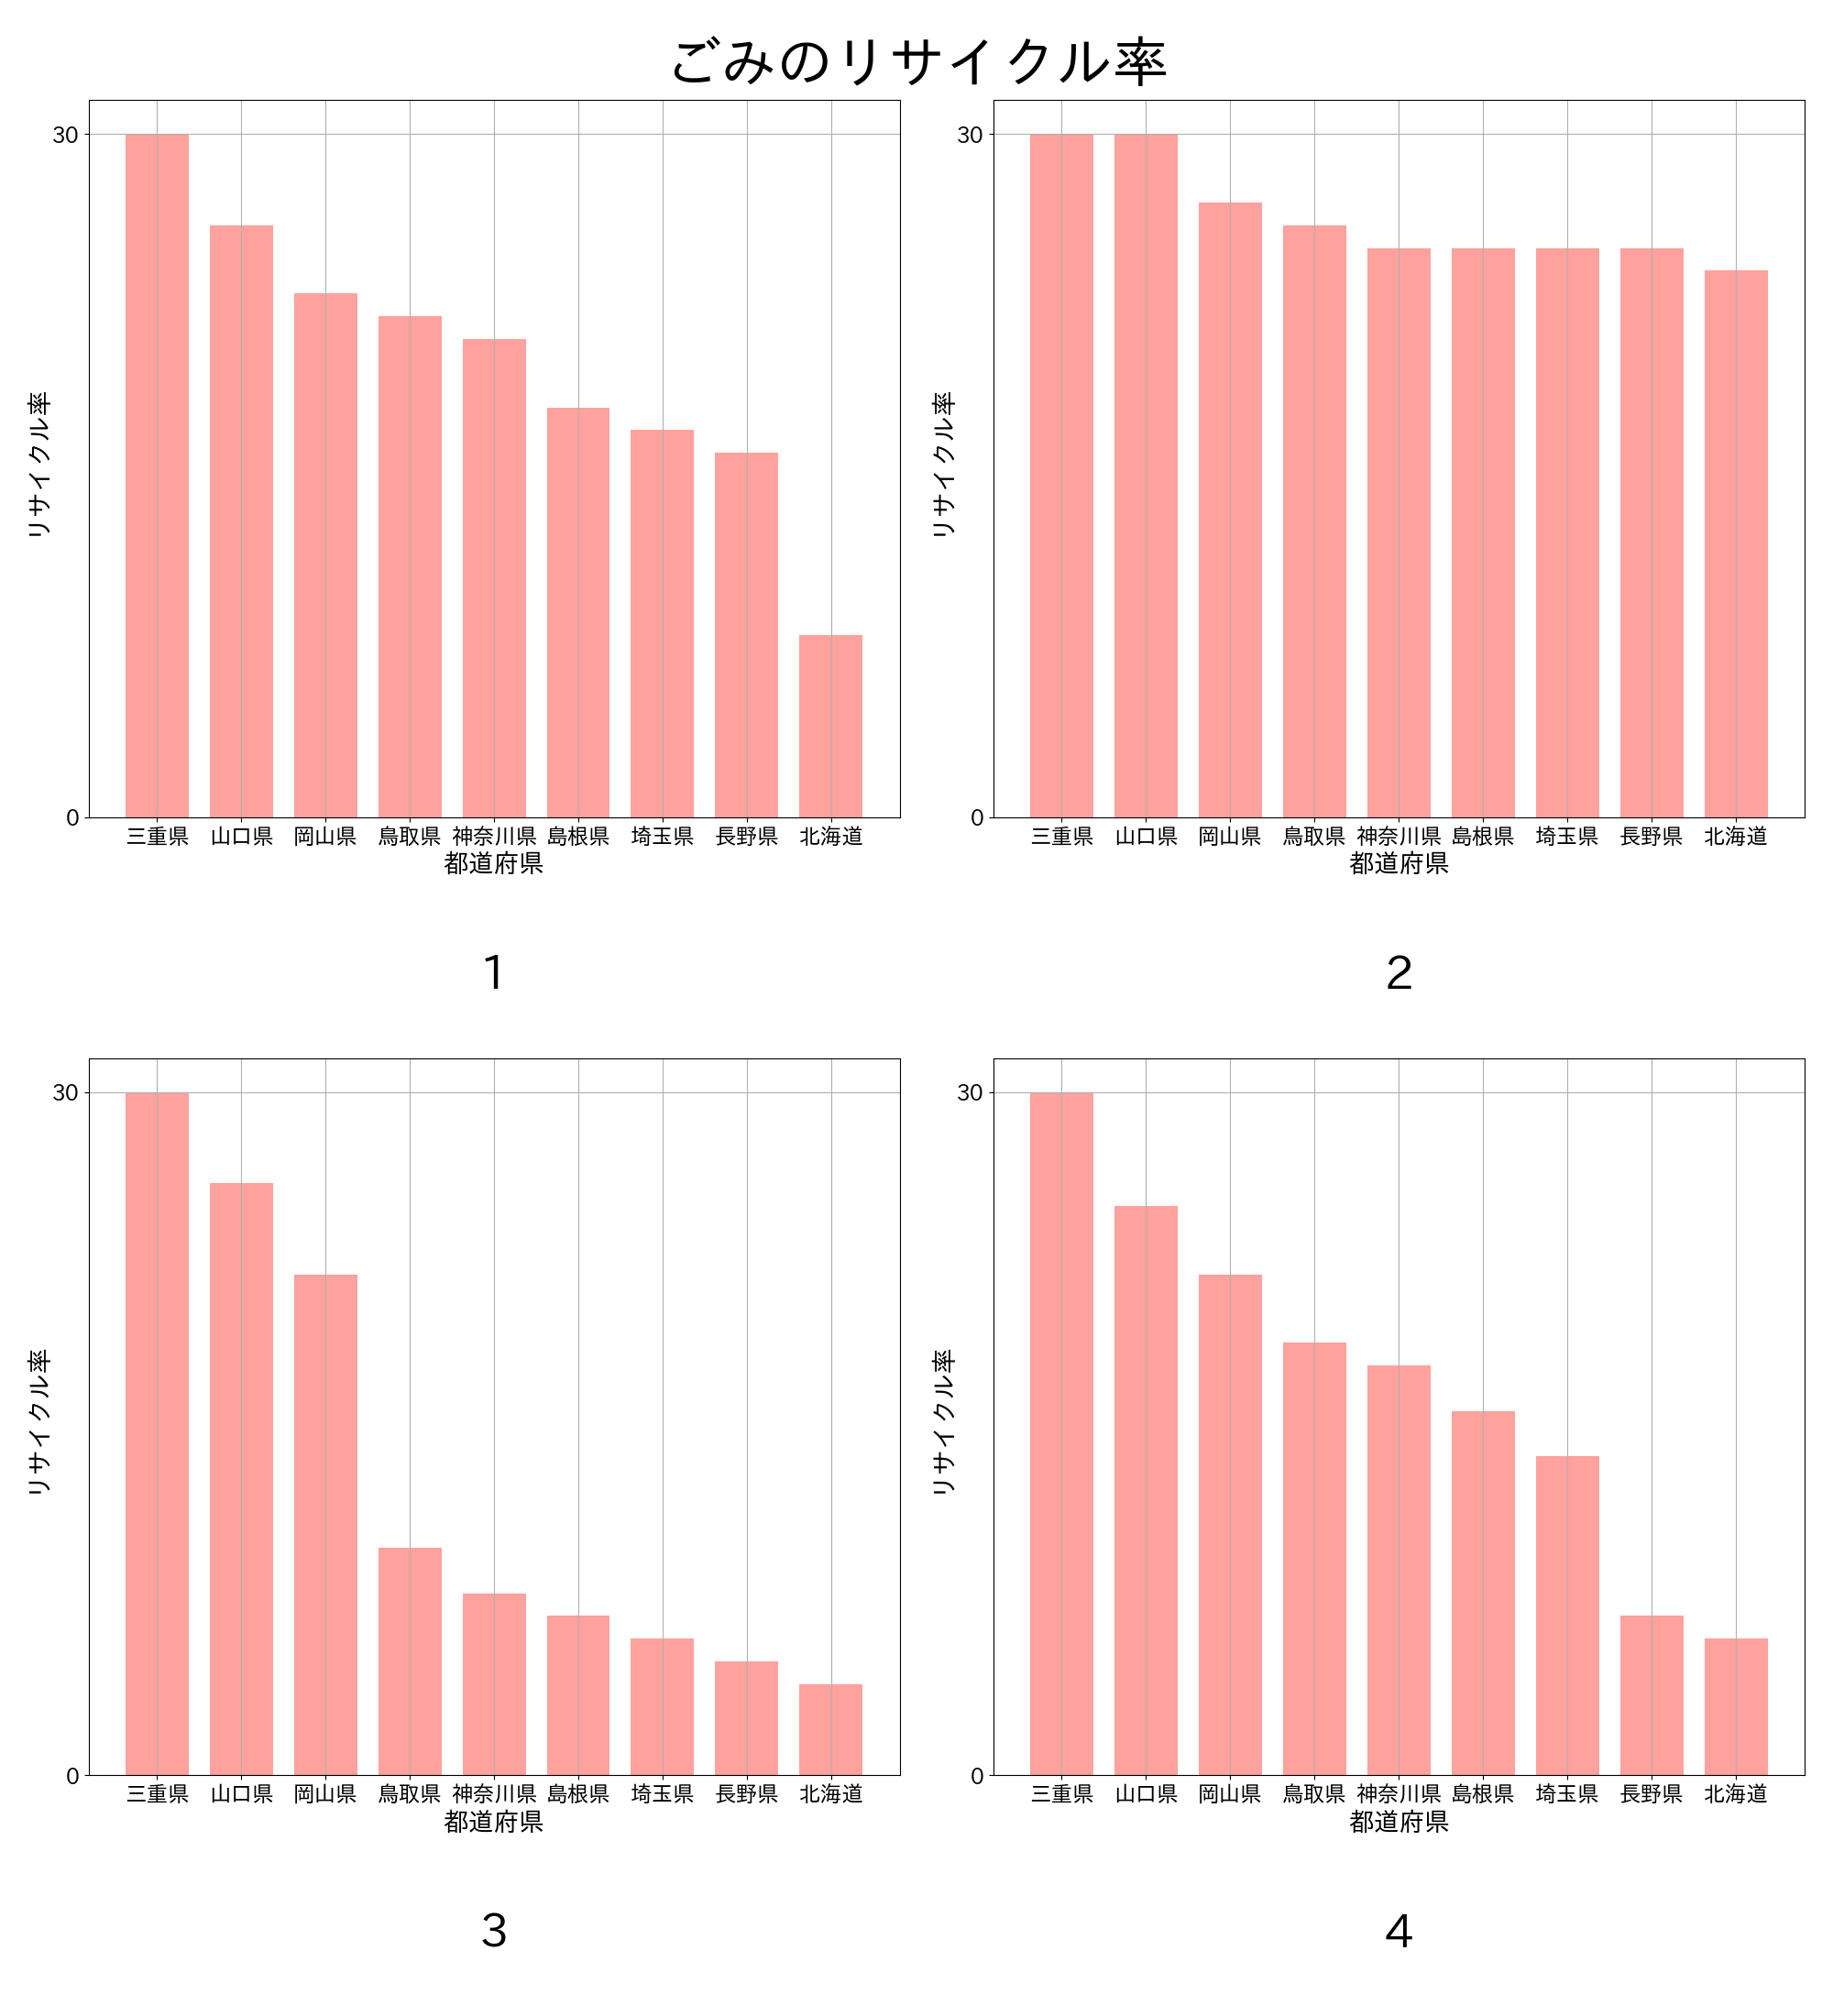 ごみのリサイクル率
30
0
リサイクル率
三重県 山口県 岡山県 鳥取県 神奈川県 島根県 埼玉県 長野県 北海道
都道府県
1
30
0
リサイクル率
三重県 山口県 岡山県 鳥取県 神奈川県 島根県 埼玉県 長野県 北海道
都道府県
2
30
0
リサイクル率
三重県 山口県 岡山県 鳥取県 神奈川県 島根県 埼玉県 長野県 北海道
都道府県
3
30
0
リサイクル率
三重県 山口県 岡山県 鳥取県 神奈川県 島根県 埼玉県 長野県 北海道
都道府県
4